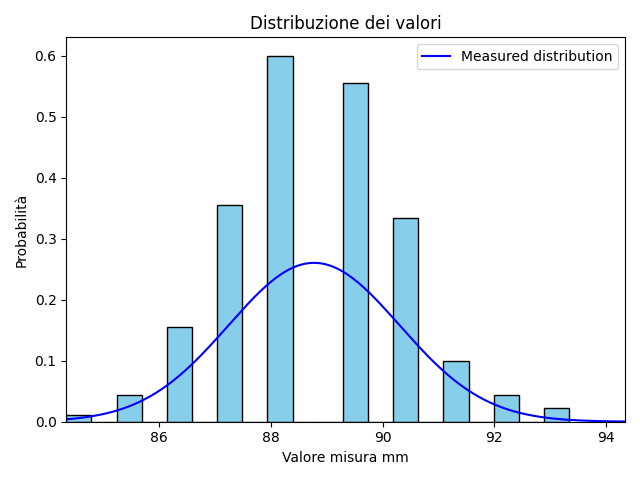 Distribuzione dei valori
Measured distribution
0.6
0.5
0.4
0.3
0.2
0.1
0.0
Probabilità
86 88 90 92 94
Valore misura mm